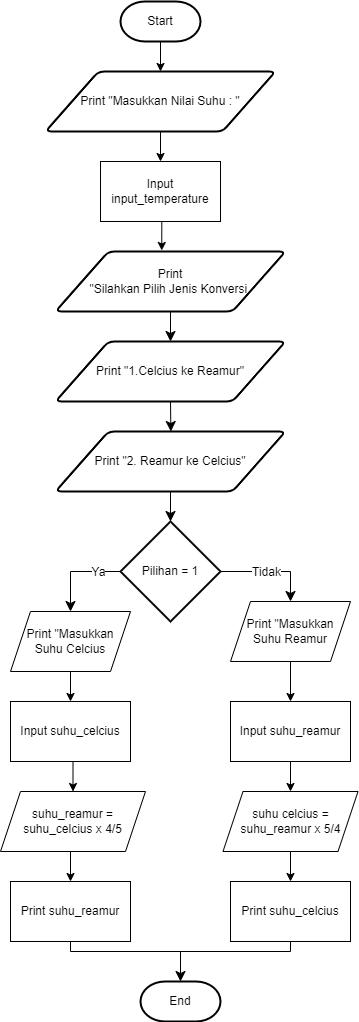 Start
Print "Masukkan Nilai Suhu : "
Input
input_temperature
Print
"Silahkan Pilih Jenis Konversi
Print "1.Celcius ke Reamur"
Print "2. Reamur ke Celcius"
Pilihan = 1
Ya
Tidak
Print "Masukkan
Suhu Celcius
Print "Masukkan
Suhu Reamur
Input suhu_celcius
Input suhu_reamur
suhu_reamur =
suhu_celcius x 4/5
suhu celcius =
suhu_reamur x 5/4
Print suhu_reamur
Print suhu_celcius
End